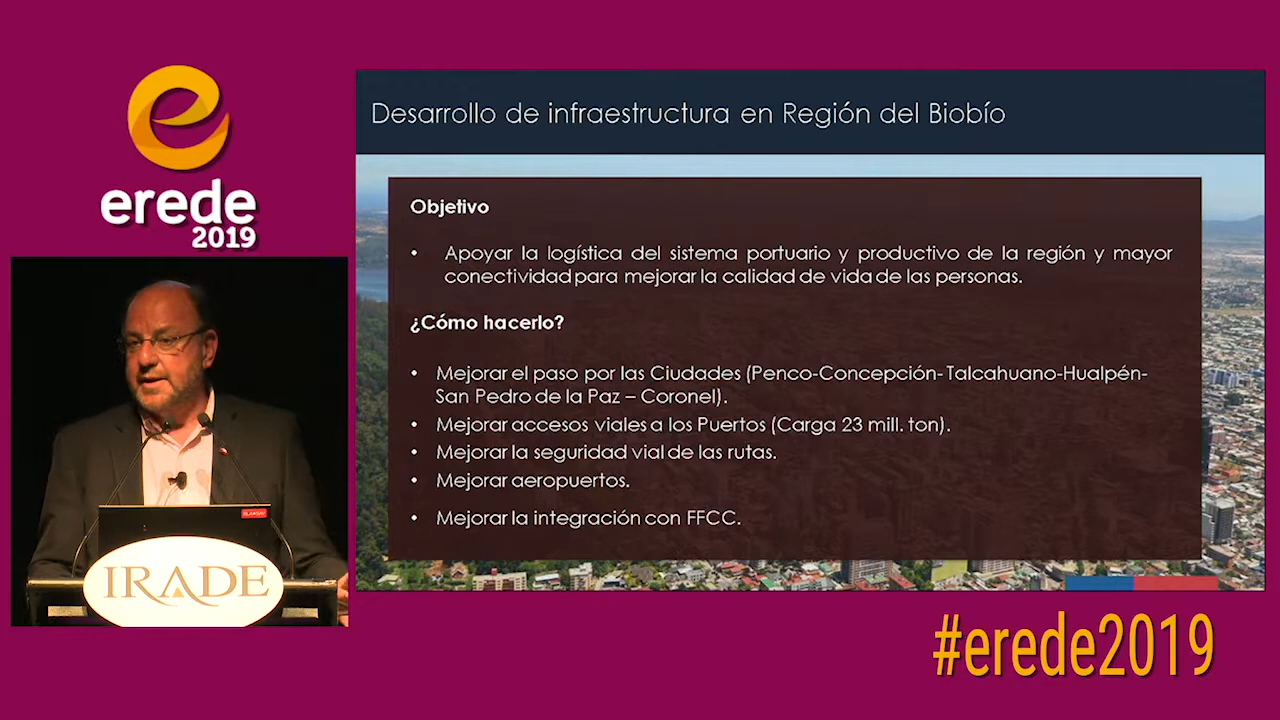 erede
2019
Desarrollo de infraestructura en Región del Biobío
Objetivo
• Apoyar la logística del sistema portuario y productivo de la región y mayor
conectividad para mejorar la calidad de vida de las personas.
¿Cómo hacerlo?
• Mejorar el paso por las Ciudades (Penco-Concepción- Talcahuano-Hualpén-
San Pedro de la Paz – Coronel).
• Mejorar accesos viales a los Puertos (Carga 23 mill. ton).
• Mejorar la seguridad vial de las rutas.
• Mejorar aeropuertos.
• Mejorar la integración con FFCC.
IRADE
#erede2019